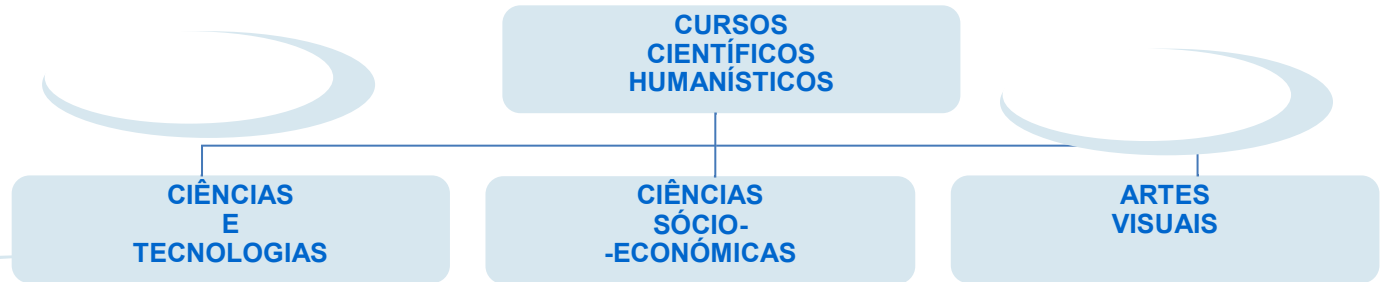 CURSOS
CIENTÍFICOS
HUMANÍSTICOS
CIÊNCIAS
E
TECNOLOGIAS
CIÊNCIAS
SÓCIO-
-ECONÓMICAS
ARTES
VISUAIS